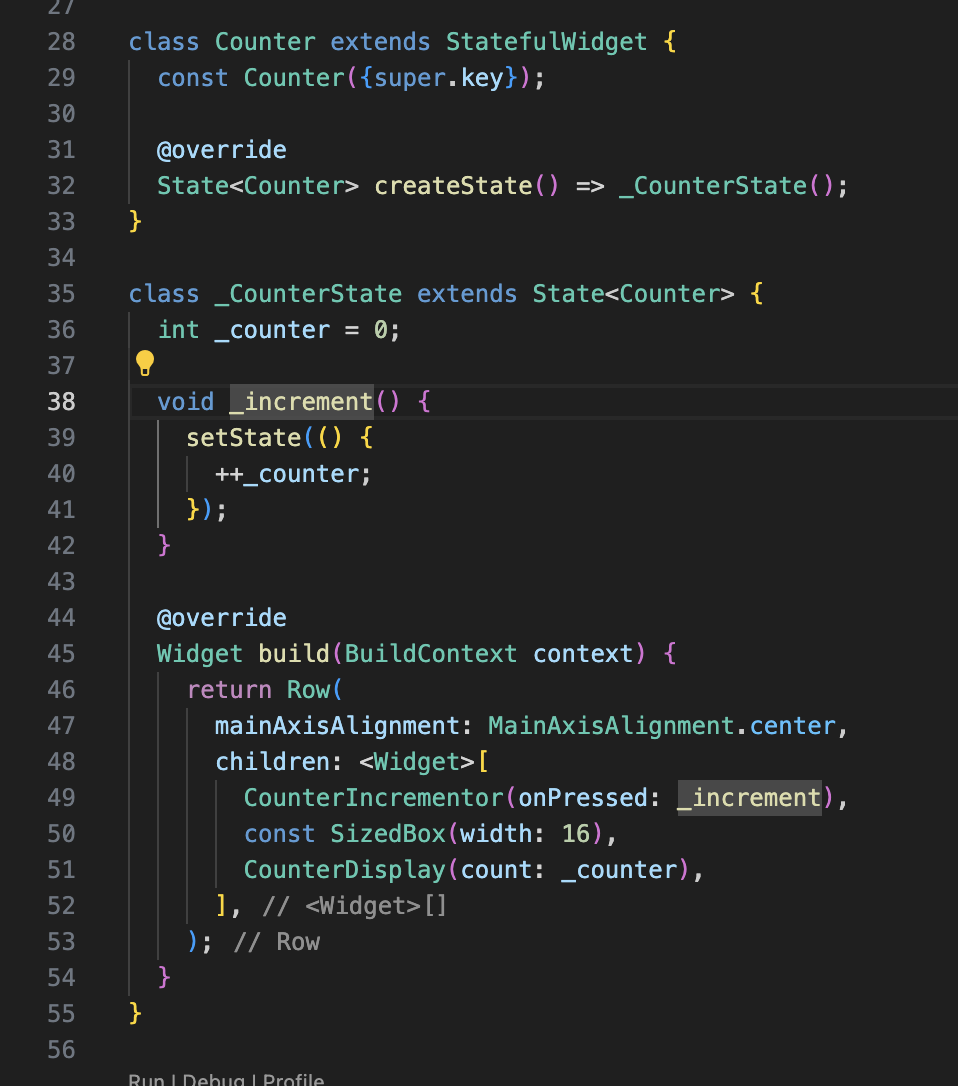 27
28 class Counter extends StatefulWidget {
29   const Counter({super.key});
30
31   @override
32   State<Counter> createState() => _CounterState();
33 }
34
35 class _CounterState extends State<Counter> {
36   int _counter = 0;
37
38   void _increment() {
39     setState(() {
40       ++_counter;
41     });
42   }
43
44   @override
45   Widget build(BuildContext context) {
46     return Row(
47       mainAxisAlignment: MainAxisAlignment.center,
48       children: <Widget>[
49         CounterIncrementor(onPressed: _increment),
50         const SizedBox(width: 16),
51         CounterDisplay(count: _counter),
52       ], // <Widget>[]
53     ); // Row
54   }
55 }
56
Run | Debug | Profile